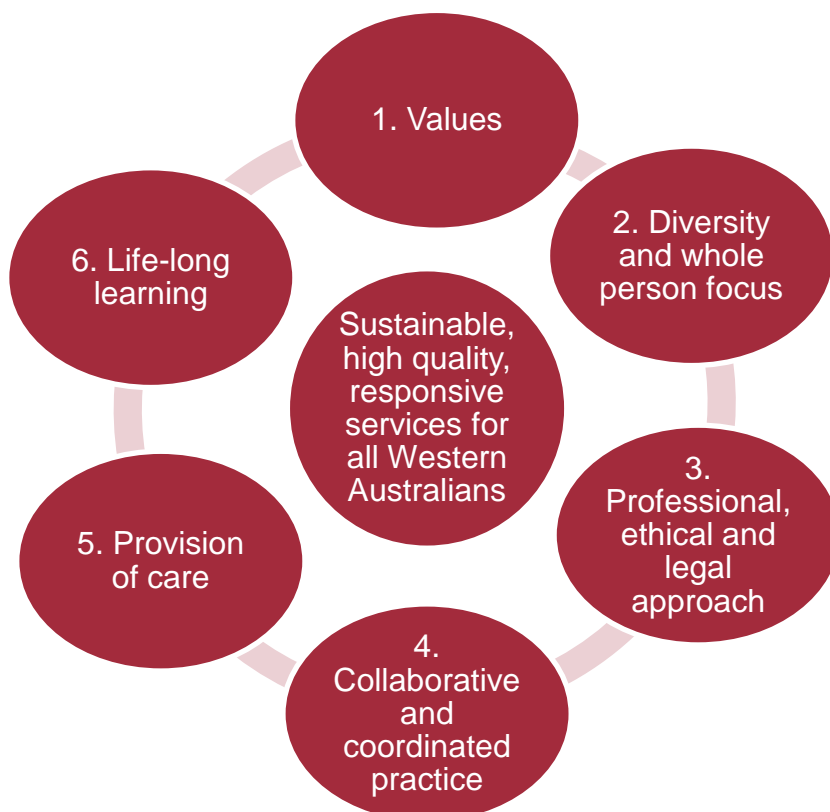 1. Values
2. Diversity
and whole
person focus
3.
Professional,
ethical and
legal
approach
4.
Collaborative
and
coordinated
practice
5. Provision
of care
6. Life-long
learning
Sustainable,
high quality,
responsive
services for
all Western
Australians